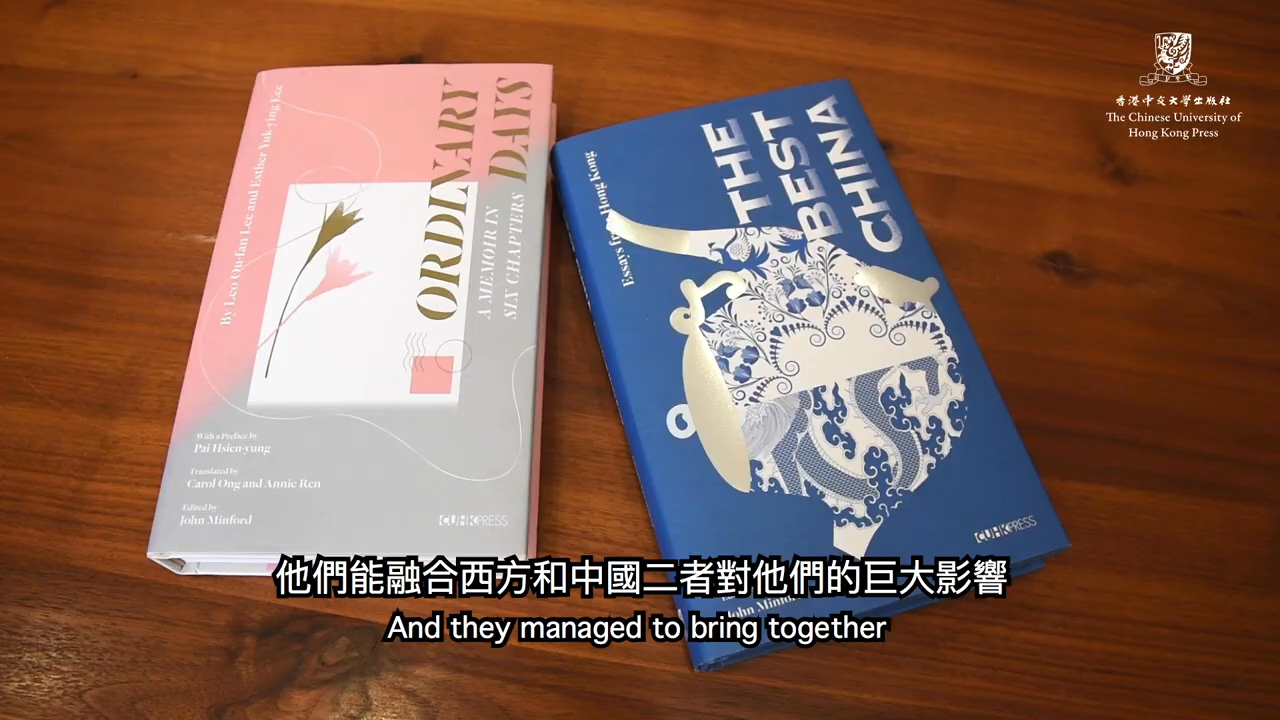 香港中文大學出版社
The Chinese University of
Hong Kong Press
By Leo Ou-fan Lee and Esther Yuk-ying Lee
ORDINARY
DAYS
A MEMOIR IN
SIX CHAPTERS
With a Preface by
Pai Hsien-yung
Translated by
Carol Ong and Annie Ren
Edited by
John Minford
CUHKPRESS
THE
BEST
CHINA
Essays from Hong Kong
CUHKPRESS
John Minford
他們能融合西方和中國二者對他們的巨大影響
And they managed to bring together